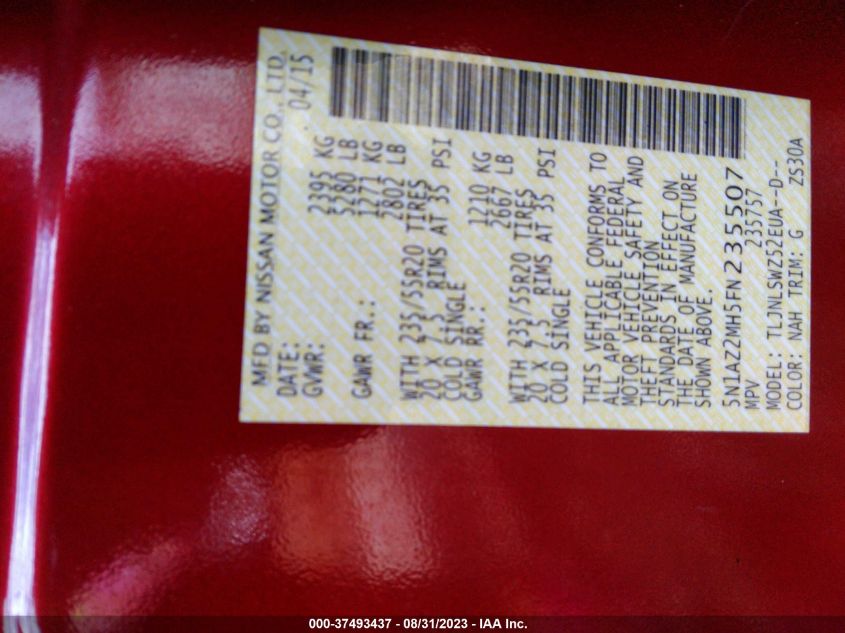 MFD BY NISSAN MOTOR CO., LTD.
DATE: 04/15
GVWR: 2395 KG
5280 LB
GAWR FR.: 1271 KG
2802 LB
WITH 235/55R20 TIRES
20 X 7.5 RIMS AT 35 PSI
COLD SINGLE
GAWR RR.: 1210 KG
2667 LB
WITH 235/55R20 TIRES
20 X 7.5 RIMS AT 35 PSI
COLD SINGLE
THIS VEHICLE CONFORMS TO
ALL APPLICABLE FEDERAL
MOTOR VEHICLE SAFETY AND
THEFT PREVENTION
STANDARDS IN EFFECT ON
THE DATE OF MANUFACTURE
SHOWN ABOVE.
5N1AZ2MH5FN235507
MPV 235757
MODEL: TLJNLSWZ52EUA--D--
COLOR: NAH TRIM: G ZS30A
000-37493437 - 08/31/2023 - IAA Inc.